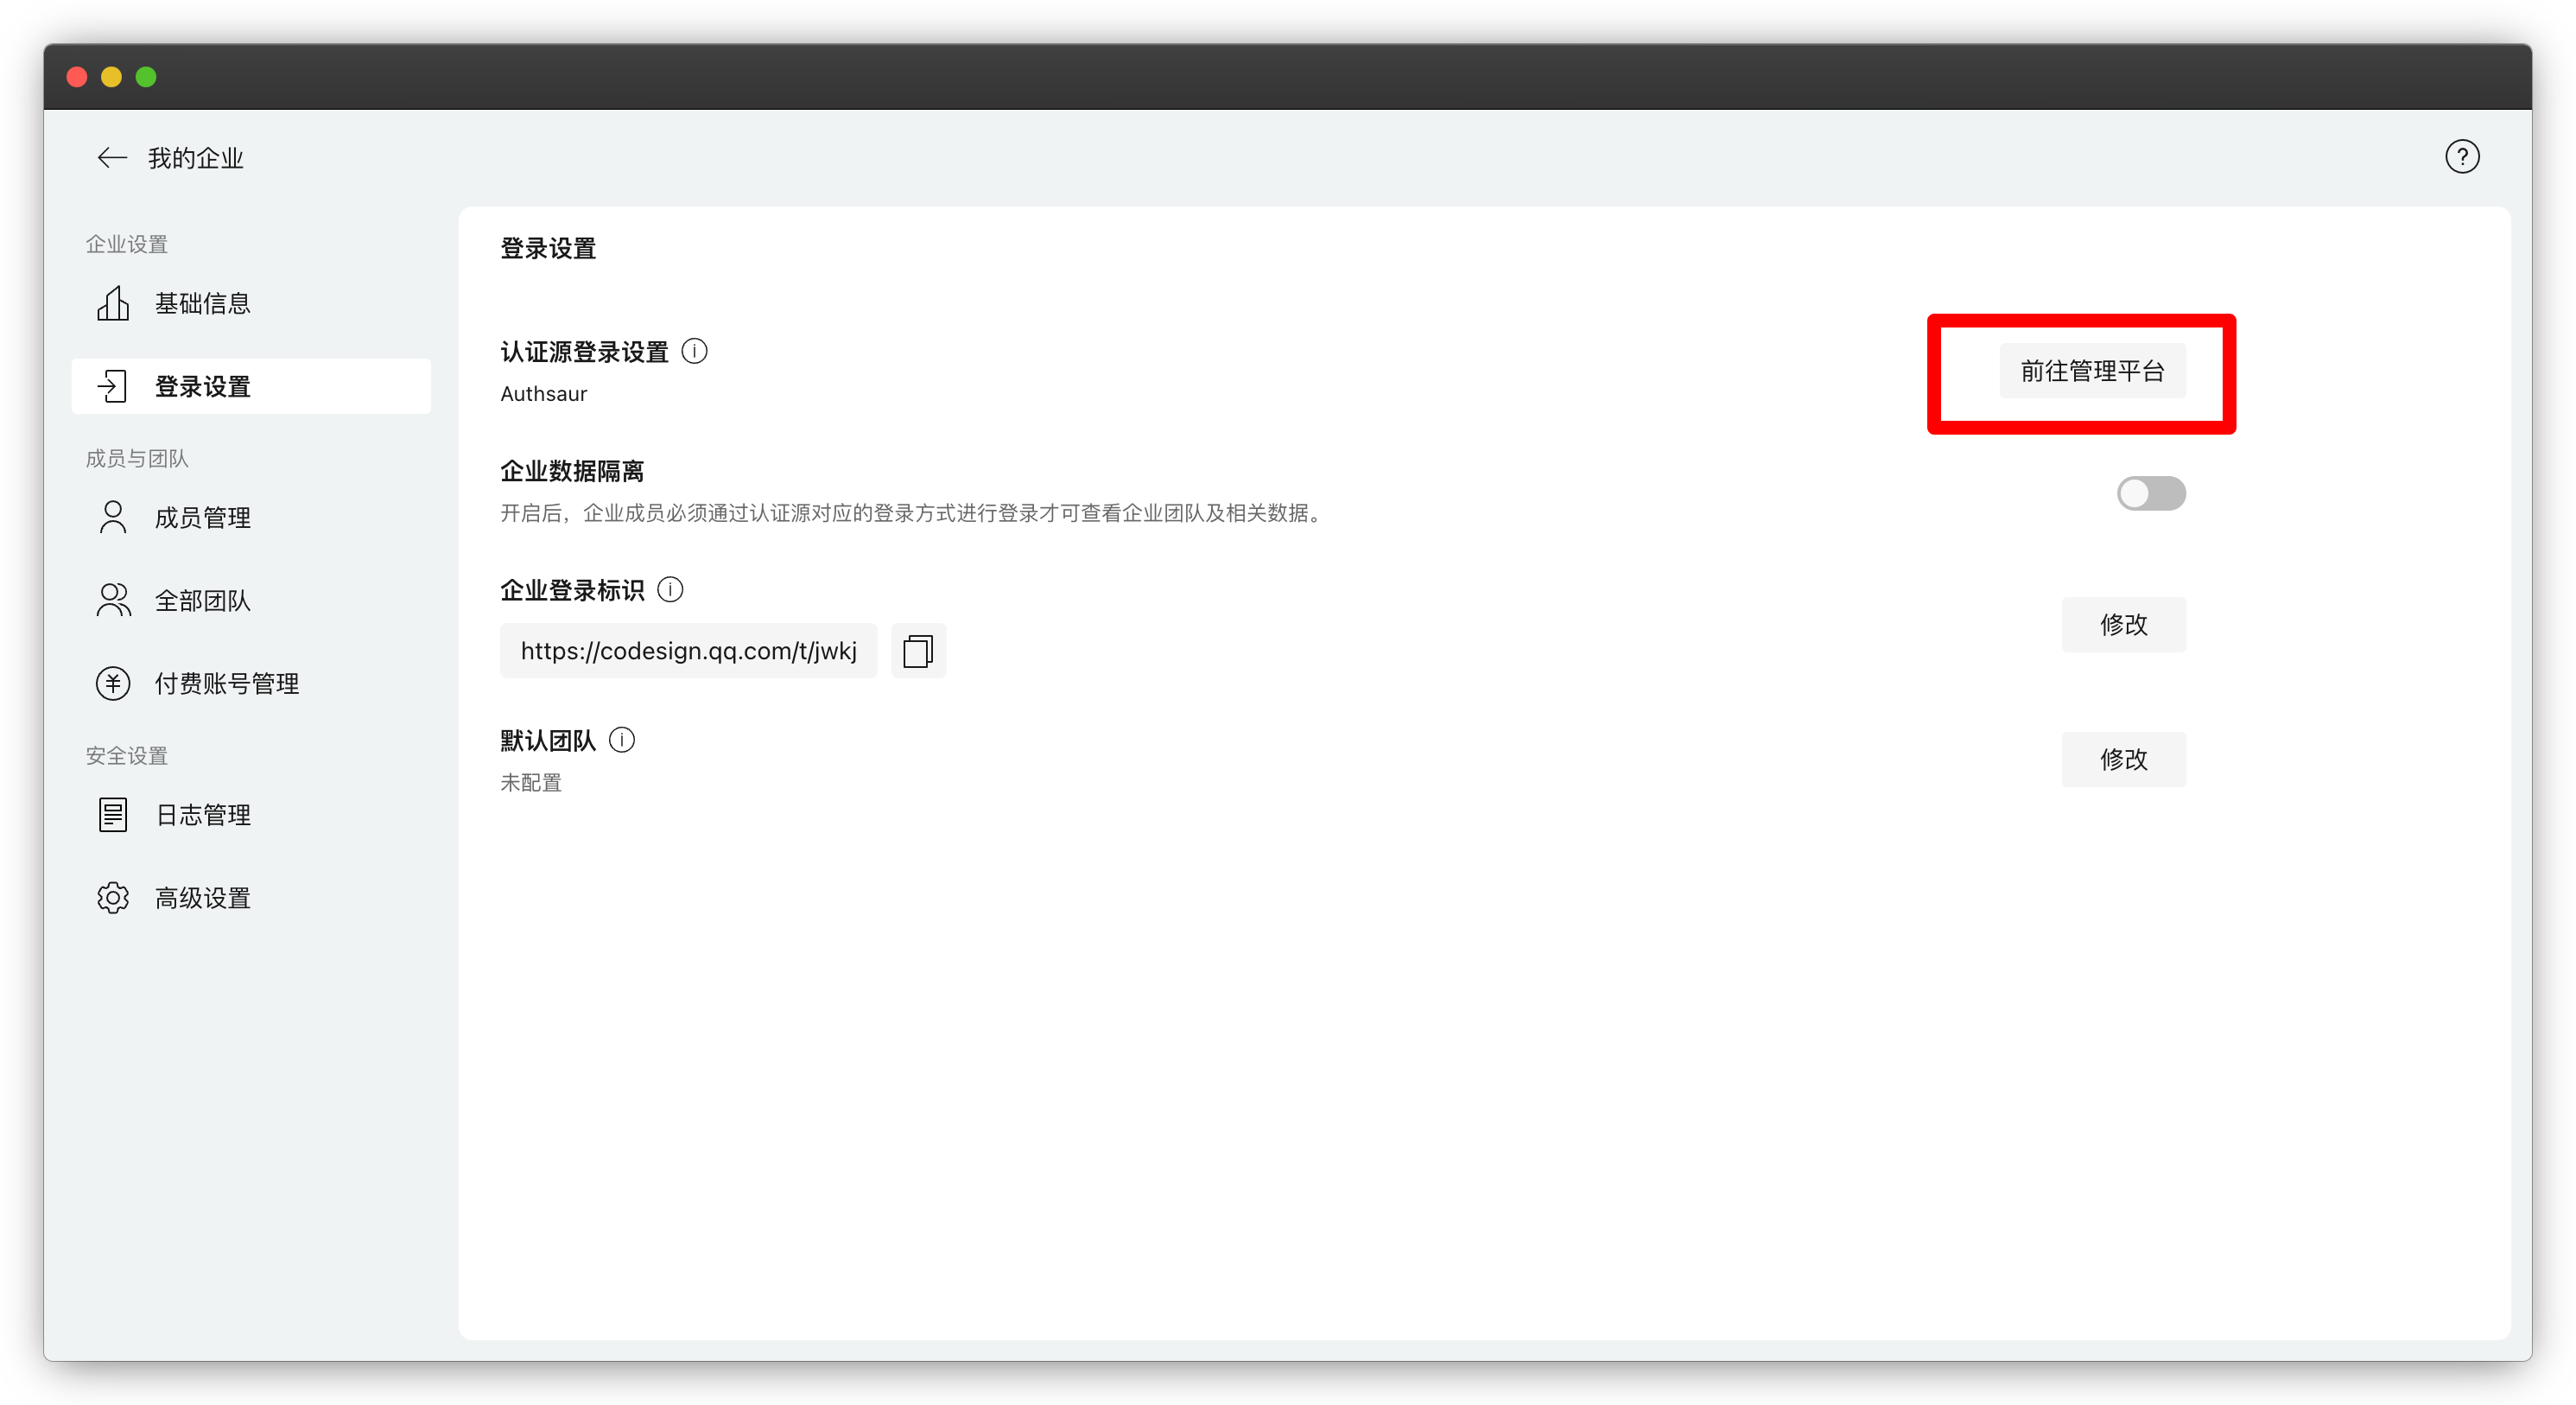 我的企业
?
企业设置
基础信息
登录设置
成员与团队
成员管理
全部团队
付费账号管理
安全设置
日志管理
高级设置
登录设置
认证源登录设置
Authsaur
前往管理平台
企业数据隔离
开启后，企业成员必须通过认证源对应的登录方式进行登录才可查看企业团队及相关数据。
企业登录标识
https://codesign.qq.com/t/jwkj
修改
默认团队
未配置
修改